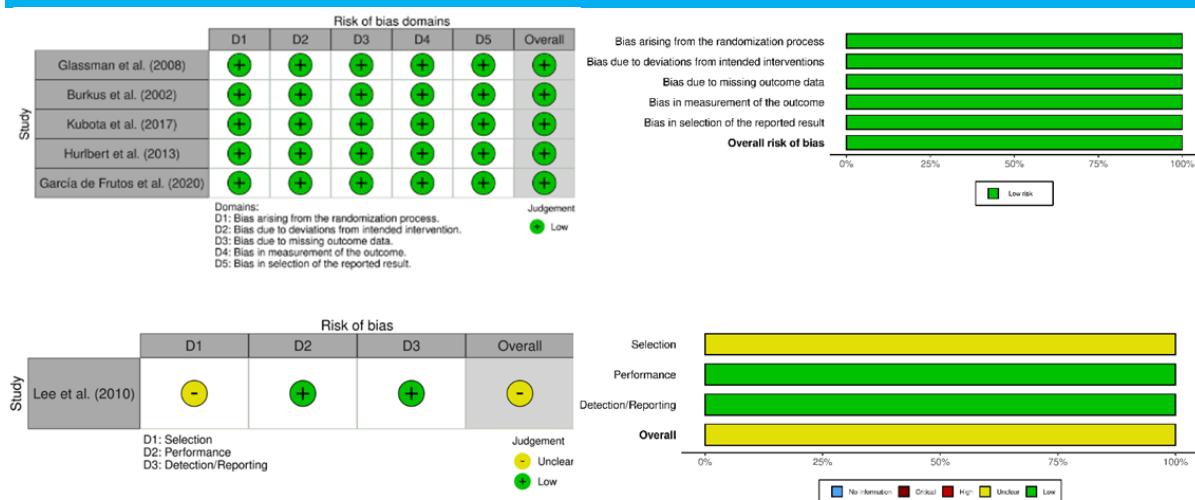 Risk of bias domains
D1 D2 D3 D4 D5 Overall
Study
Glassman et al. (2008) + + + + + +
Burkus et al. (2002) + + + + + +
Kubota et al. (2017) + + + + + +
Hurlbert et al. (2013) + + + + + +
García de Frutos et al. (2020) + + + + + +
Domains:
D1: Bias arising from the randomization process.
D2: Bias due to deviations from intended intervention.
D3: Bias due to missing outcome data.
D4: Bias in measurement of the outcome.
D5: Bias in selection of the reported result.
Judgement
+ Low
Bias arising from the randomization process
Bias due to deviations from intended interventions
Bias due to missing outcome data
Bias in measurement of the outcome
Bias in selection of the reported result
Overall risk of bias
0% 25% 50% 75% 100%
Low risk
Risk of bias
D1 D2 D3 Overall
Study
Lee et al. (2010) - + + -
D1: Selection
D2: Performance
D3: Detection/Reporting
Judgement
- Unclear
+ Low
Selection
Performance
Detection/Reporting
Overall
0% 25% 50% 75% 100%
No information Critical High Unclear Low